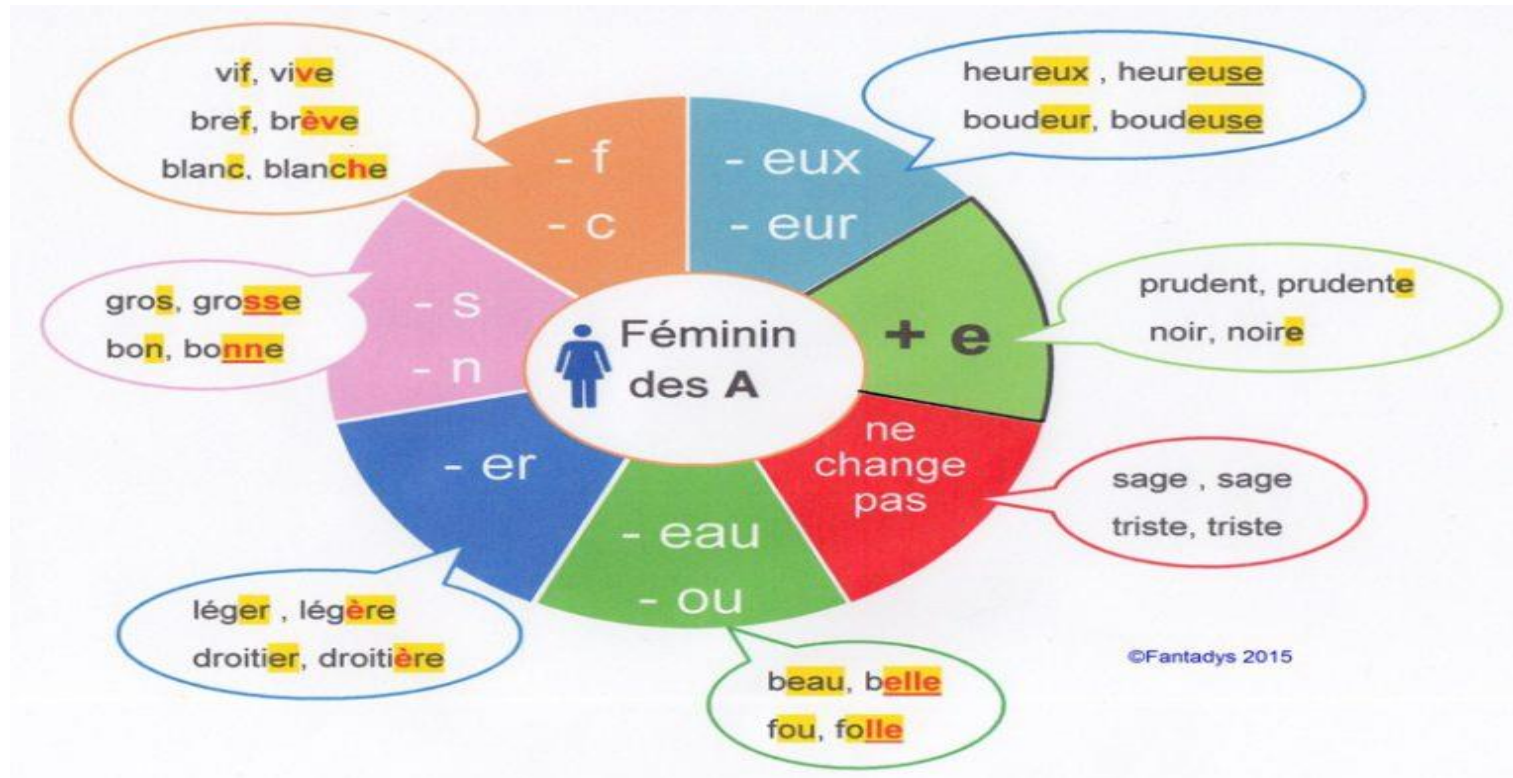 vif, vive
bref, brève
blanc, blanche
- f
- c
- eux
- eur
heureux , heureuse
boudeur, boudeuse
gros, grosse
bon, bonne
- s
- n
Féminin
des A
+ e
prudent, prudente
noir, noire
- er
- eau
- ou
ne
change
pas
sage , sage
triste, triste
léger , légère
droitier, droitière
beau, belle
fou, folle
©Fantadys 2015